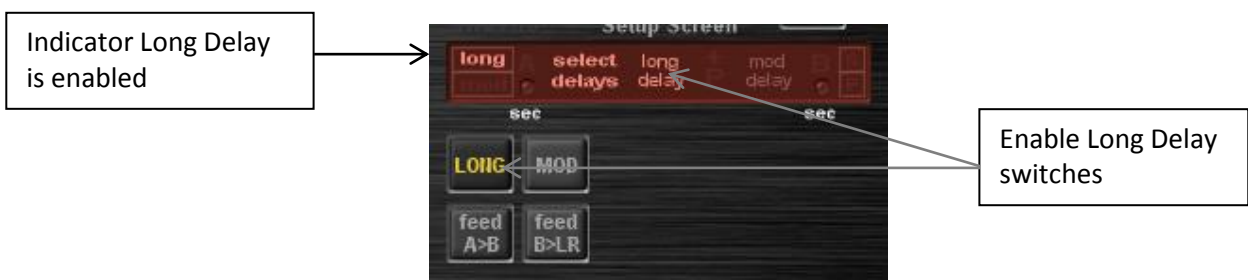 Indicator Long Delay
is enabled
Setup Screen
long A select long mod B
delays delay delay
sec sec
LONG MOD
feed feed
A>B B>LR
Enable Long Delay
switches